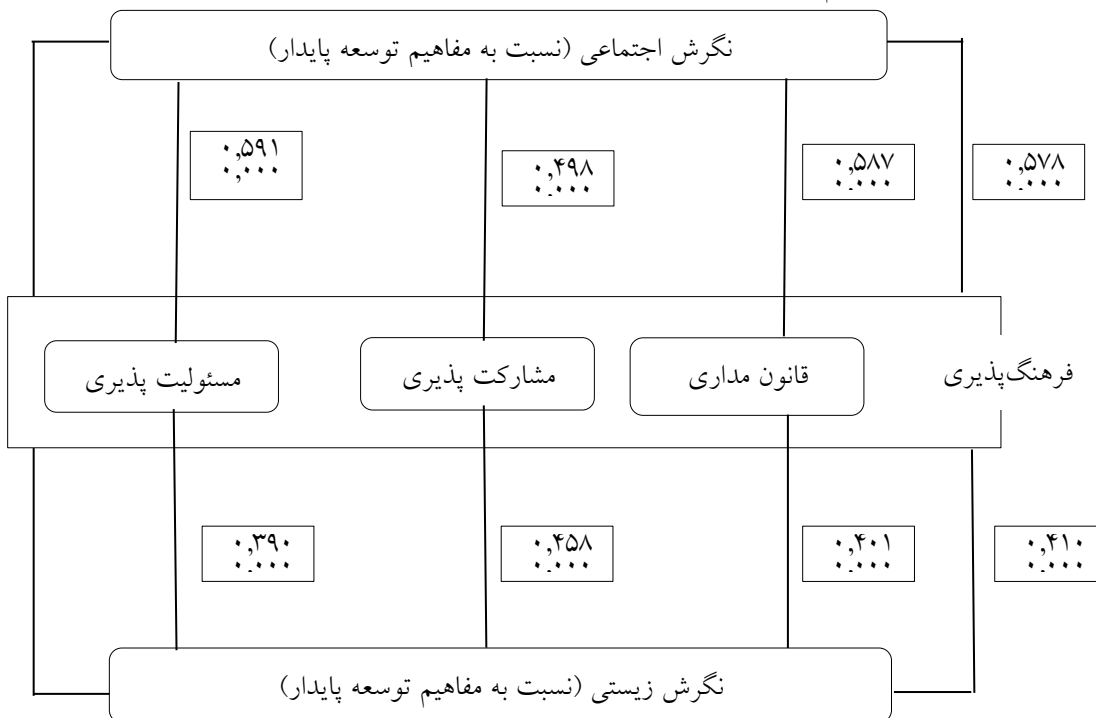 نگرش اجتماعی (نسبت به مفاهیم توسعه پایدار)
۰,۵۷۸
۰.۰۰۰
۰,۵۸۷
۰.۰۰۰
۰,۴۹۸
۰.۰۰۰
۰,۵۹۱
۰,۰۰۰
فرهنگ‌پذیری
قانون مداری
مشارکت پذیری
مسئولیت پذیری
۰,۴۱۰
۰.۰۰۰
۰,۴۰۱
۰.۰۰۰
۰,۴۵۸
۰.۰۰۰
۰,۳۹۰
۰.۰۰۰
نگرش زیستی (نسبت به مفاهیم توسعه پایدار)